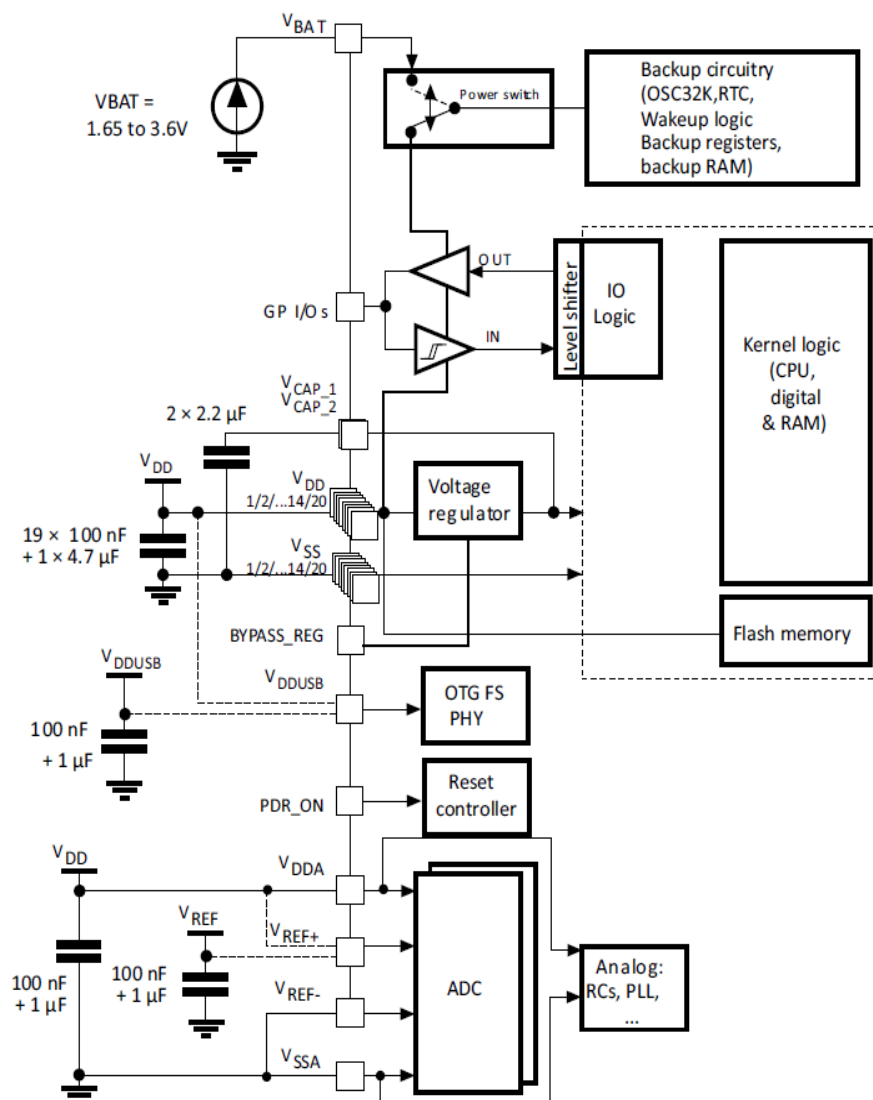 VBAT
VBAT =
1.65 to 3.6V
Power switch
Backup circuitry
(OSC32K,RTC,
Wakeup logic
Backup registers,
backup RAM)
OUT
GP I/Os
IN
Level shifter
IO
Logic
Kernel logic
(CPU,
digital
& RAM)
VCAP_1
VCAP_2
2 × 2.2 µF
VDD
VDD
1/2/...14/20
Voltage
regulator
19 × 100 nF
+ 1 × 4.7 µF
VSS
1/2/...14/20
BYPASS_REG
Flash memory
VDDUSB
VDDUSB
OTG FS
PHY
100 nF
+ 1 µF
PDR_ON
Reset
controller
VDD
VDDA
VREF
VREF+
100 nF
+ 1 µF
100 nF
+ 1 µF
VREF-
ADC
Analog:
RCs, PLL,
...
VSSA